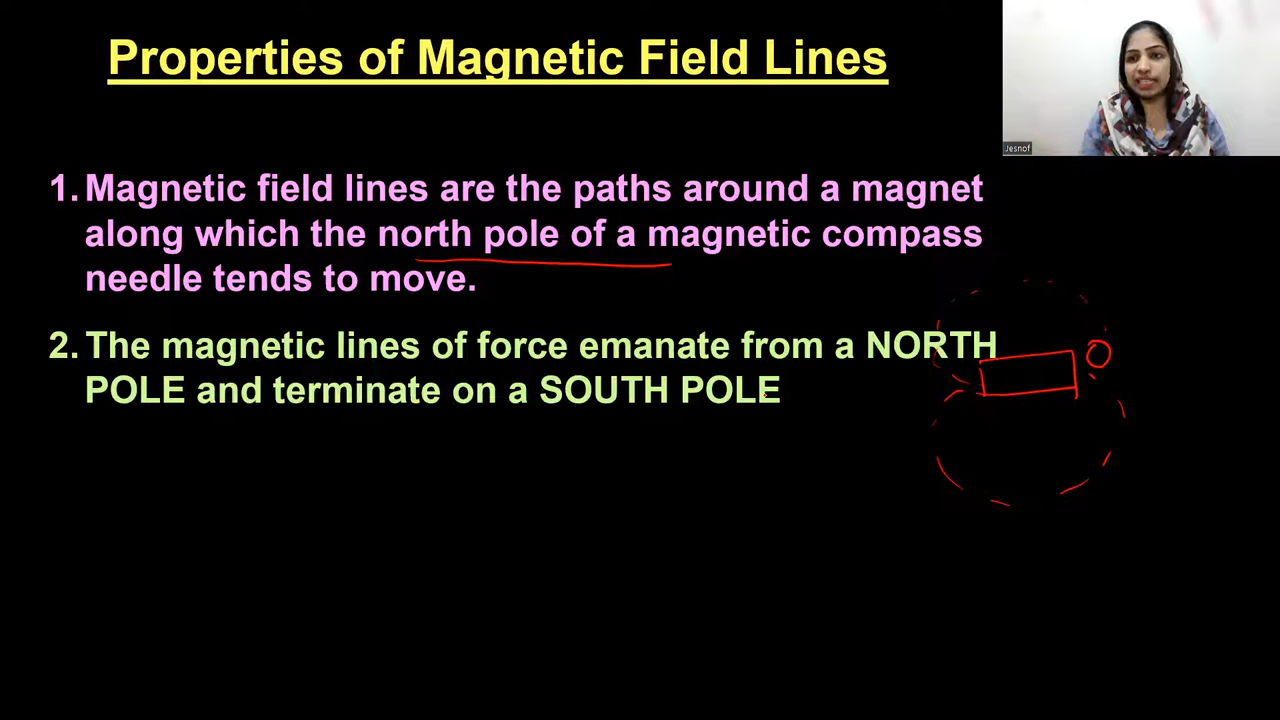 Properties of Magnetic Field Lines
1. Magnetic field lines are the paths around a magnet
along which the north pole of a magnetic compass
needle tends to move.
2. The magnetic lines of force emanate from a NORTH
POLE and terminate on a SOUTH POLE
Jesnof